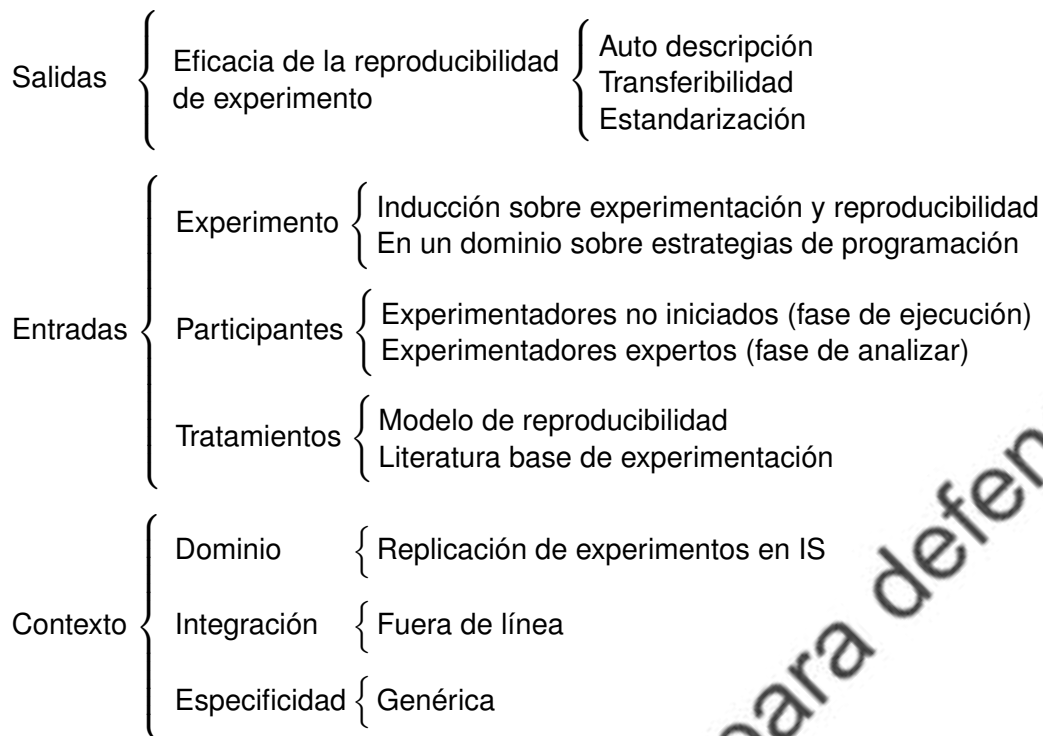 Salidas
Eficacia de la reproducibilidad
de experimento
Auto descripción
Transferibilidad
Estandarización
Entradas
Experimento
Inducción sobre experimentación y reproducibilidad
En un dominio sobre estrategias de programación
Participantes
Experimentadores no iniciados (fase de ejecución)
Experimentadores expertos (fase de analizar)
Tratamientos
Modelo de reproducibilidad
Literatura base de experimentación
Contexto
Dominio
Replicación de experimentos en IS
Integración
Fuera de línea
Especificidad
Genérica
para defen